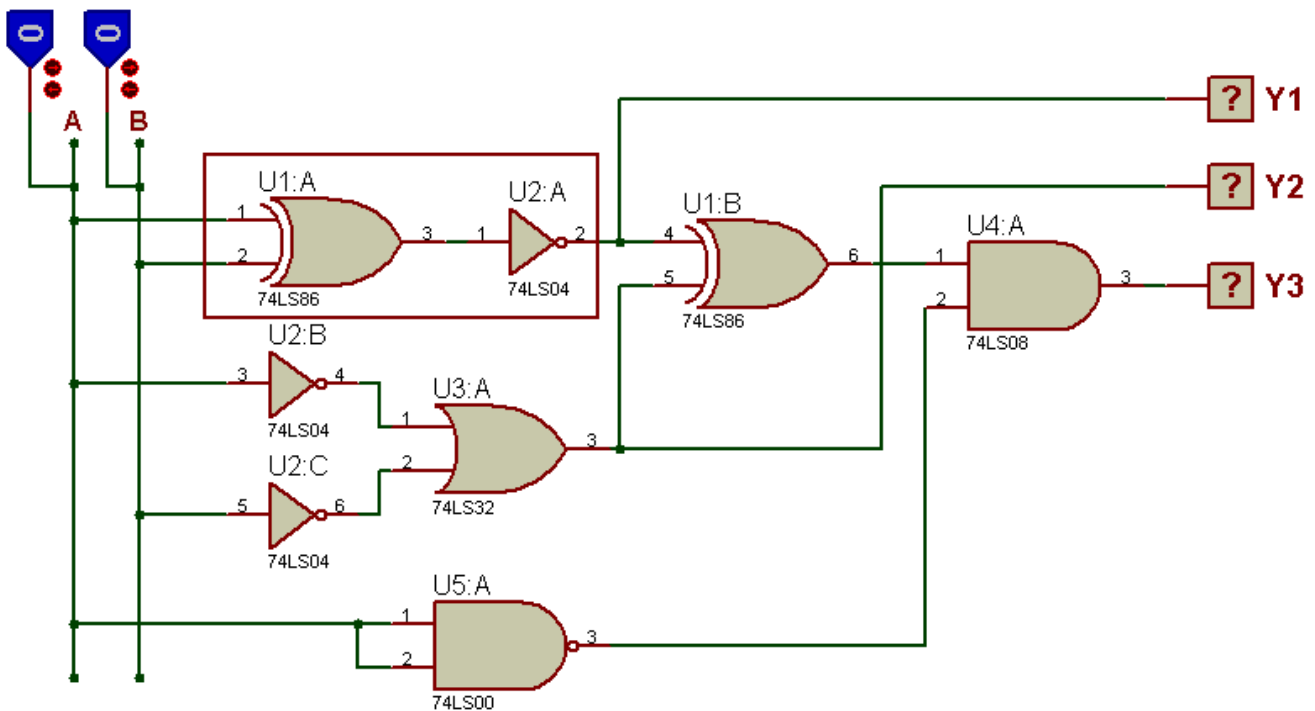 0 0
A B
? Y1
U1:A
U2:A
1 3 1 2
2
74LS86
74LS04
? Y2
U1:B
4 6
5
74LS86
U4:A
1 3
2
74LS08
? Y3
U2:B
3 4
74LS04
U3:A
1 3
2
74LS32
U2:C
5 6
74LS04
U5:A
1 3
2
74LS00